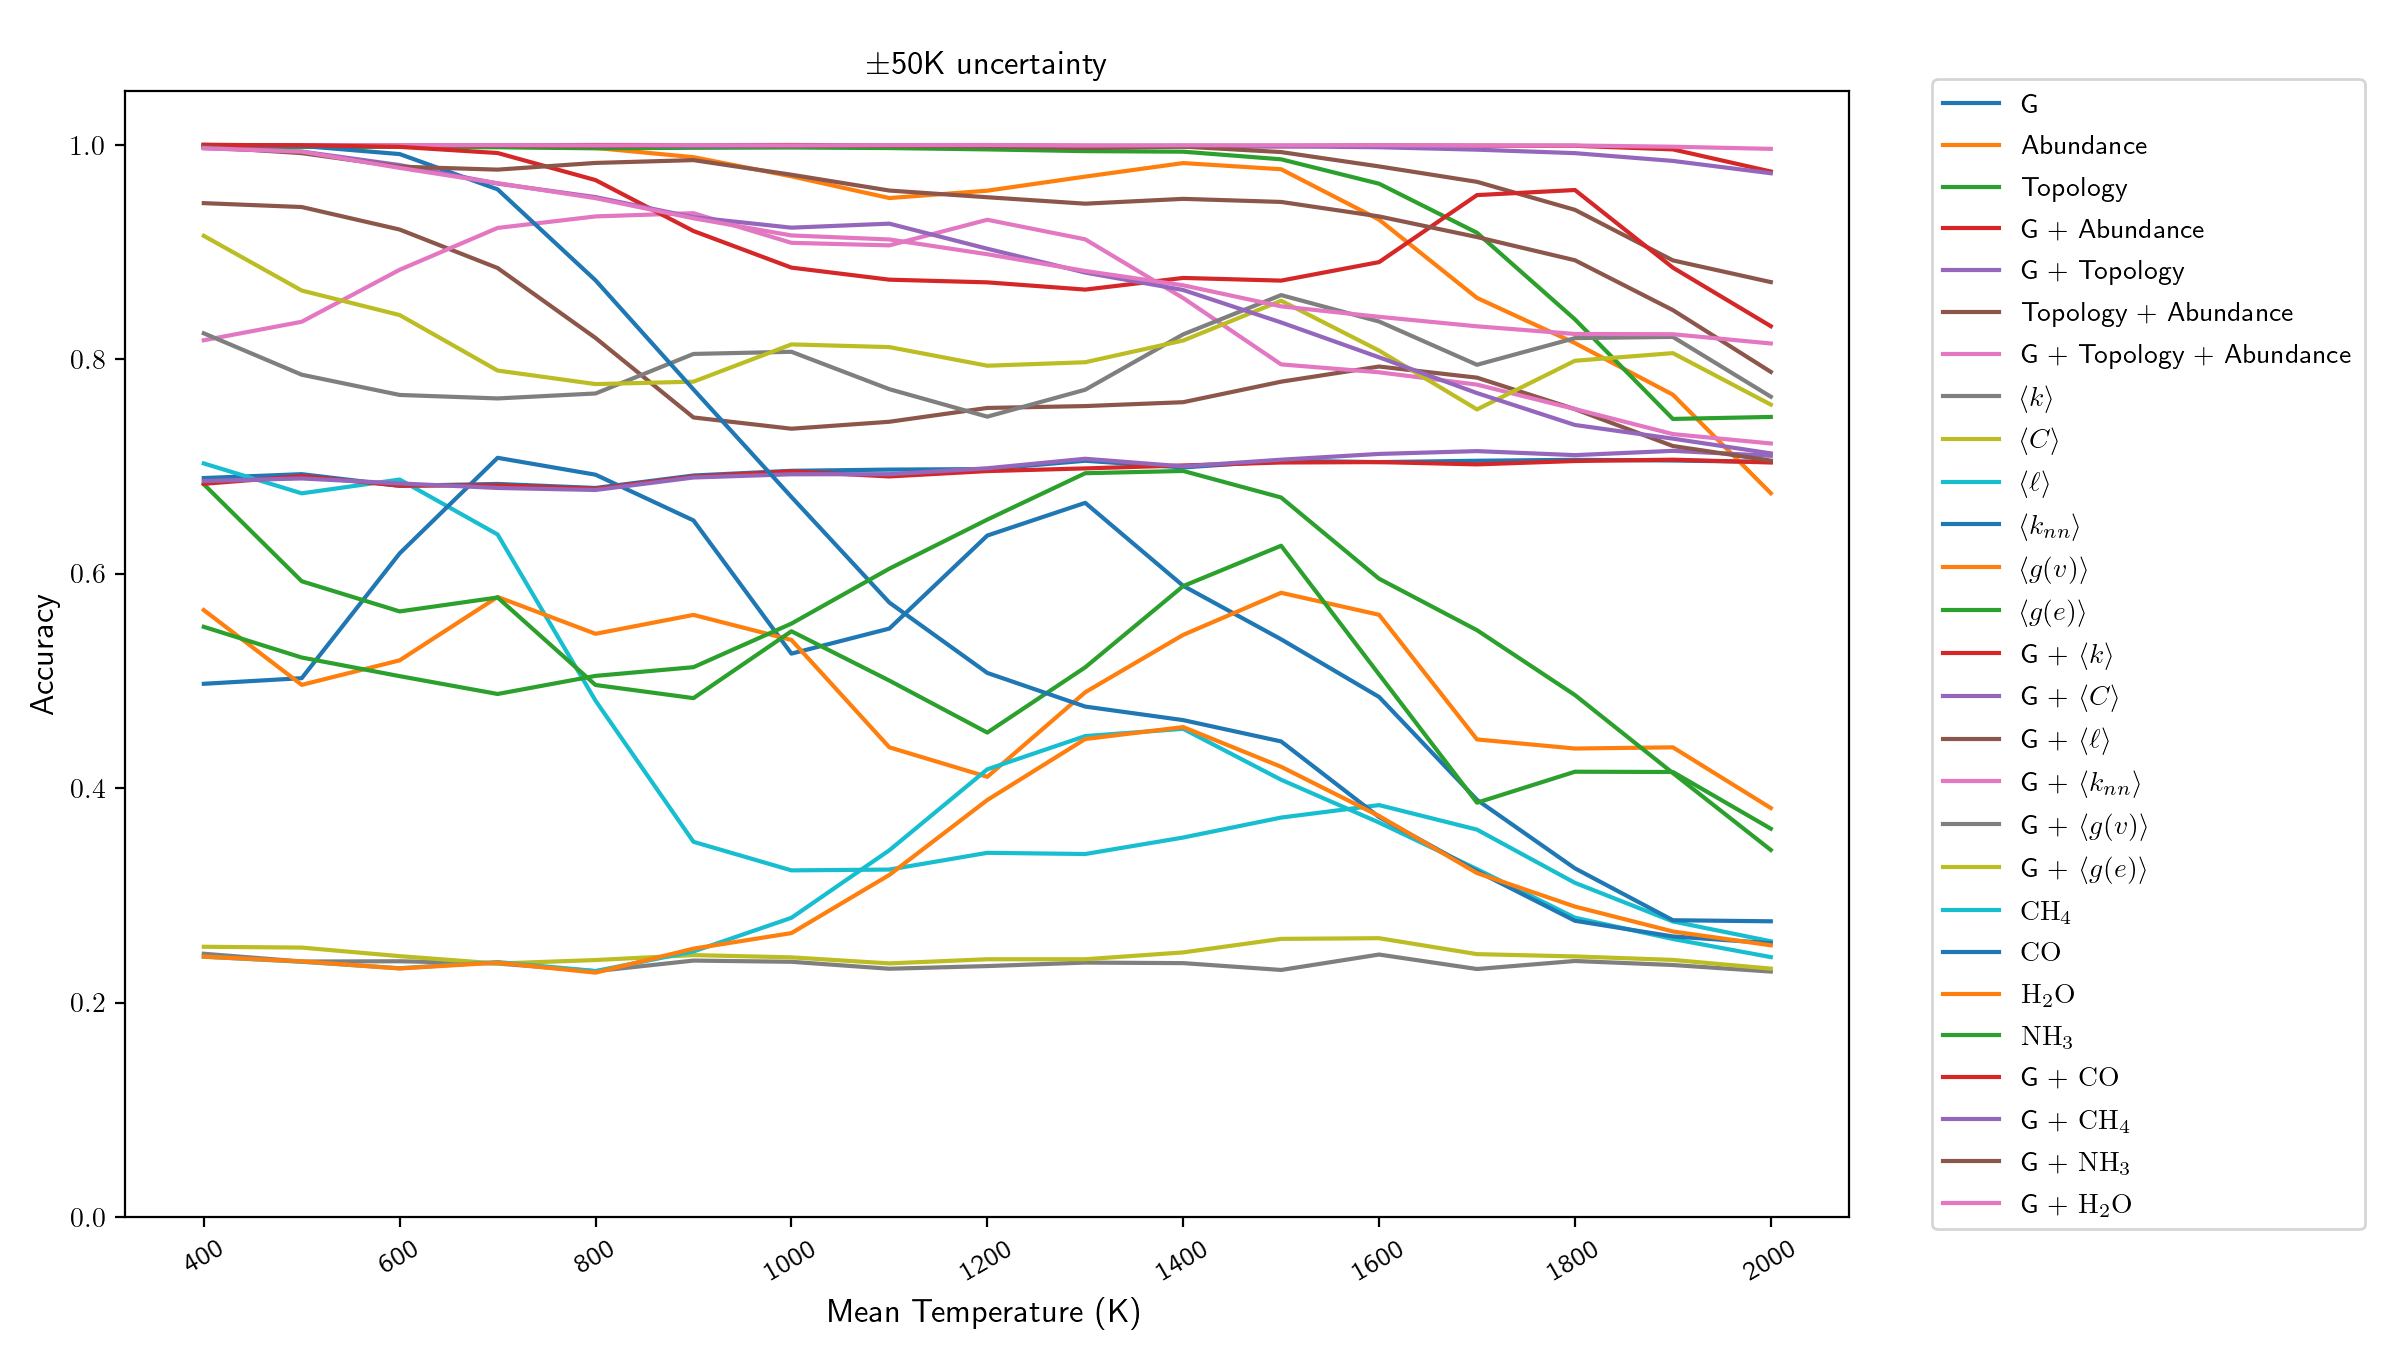 ±50K uncertainty
Accuracy
1.0
0.8
0.6
0.4
0.2
0.0
400
600
800
1000
1200
1400
1600
1800
2000
Mean Temperature (K)
G
Abundance
Topology
G + Abundance
G + Topology
Topology + Abundance
G + Topology + Abundance
⟨k⟩
⟨C⟩
⟨ℓ⟩
⟨kₙₙ⟩
⟨g(v)⟩
⟨g(e)⟩
G + ⟨k⟩
G + ⟨C⟩
G + ⟨ℓ⟩
G + ⟨kₙₙ⟩
G + ⟨g(v)⟩
G + ⟨g(e)⟩
CH₄
CO
H₂O
NH₃
G + CO
G + CH₄
G + NH₃
G + H₂O